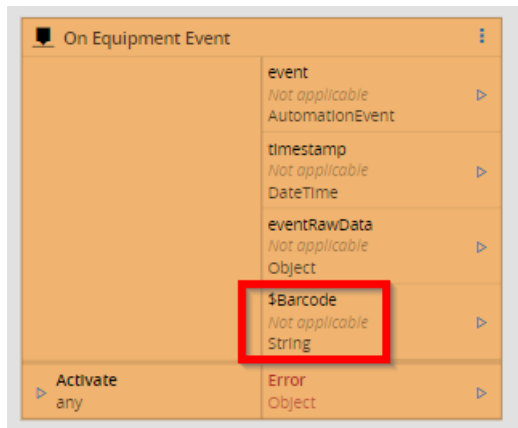 On Equipment Event
event
Not applicable
AutomationEvent
timestamp
Not applicable
DateTime
eventRawData
Not applicable
Object
$Barcode
Not applicable
String
Activate
any
Error
Object